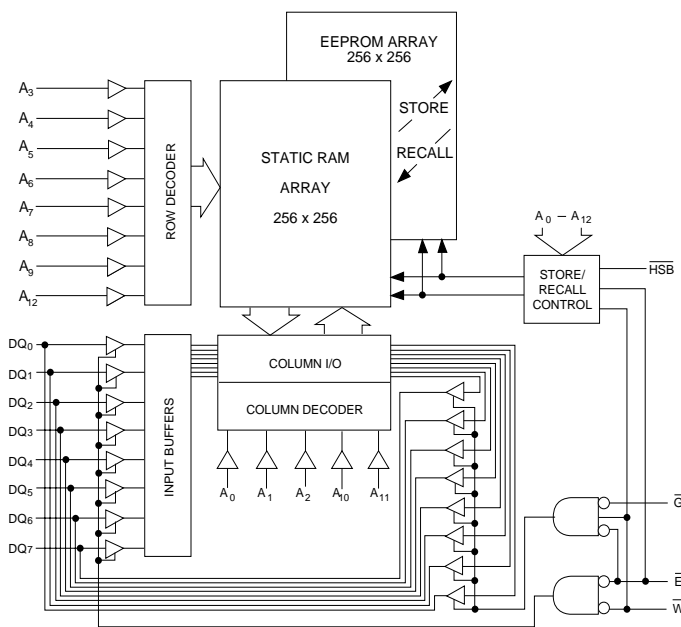 EEPROM ARRAY
256 x 256
STORE
RECALL
STATIC RAM
ARRAY
256 x 256
A3
A4
A5
A6
A7
A8
A9
A12
ROW DECODER
A0 – A12
STORE/
RECALL
CONTROL
HSB
DQ0
DQ1
DQ2
DQ3
DQ4
DQ5
DQ6
DQ7
INPUT BUFFERS
COLUMN I/O
COLUMN DECODER
A0 A1 A2 A10 A11
G
E
W